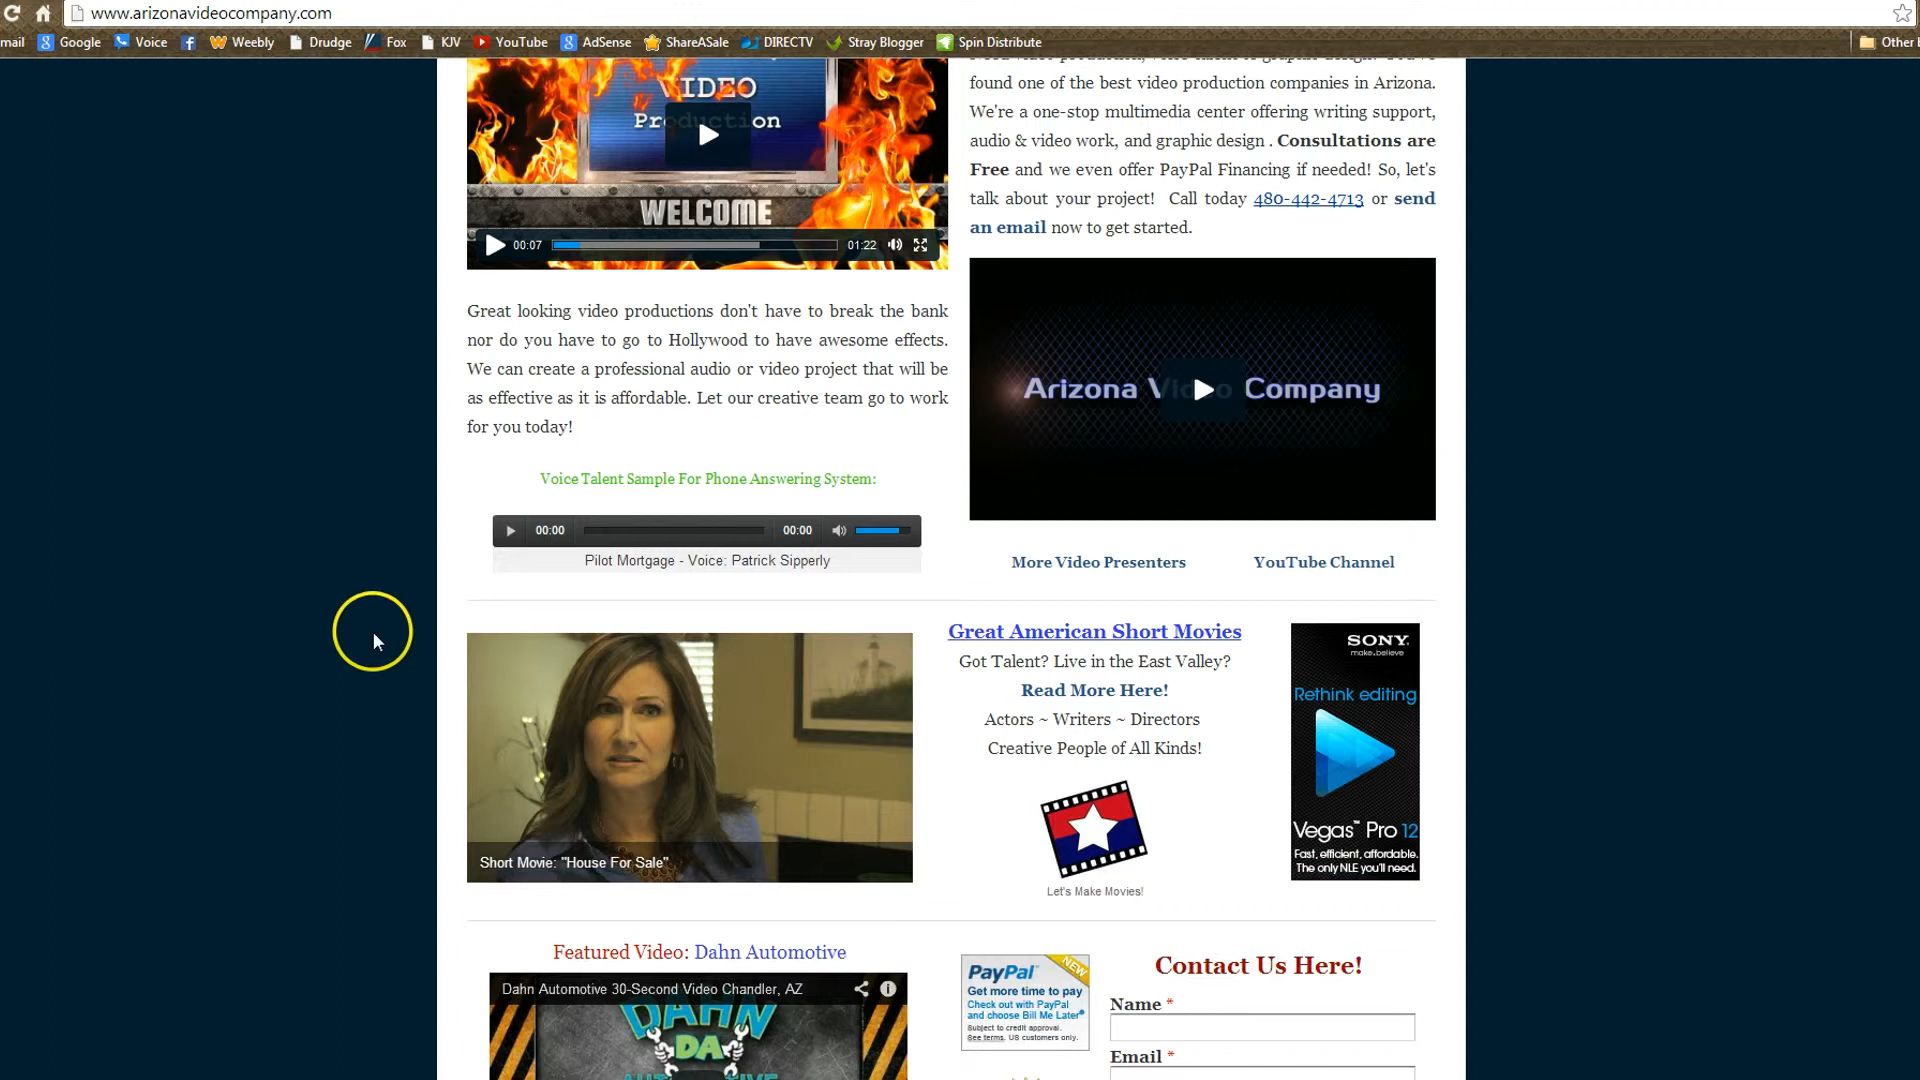 www.arizonavideocompany.com
mail Google Voice Weebly Drudge Fox KJV YouTube AdSense ShareASale DIRECTV Stray Blogger Spin Distribute Other b
VIDEO
Production
WELCOME
00:07 01:22
Great looking video productions don't have to break the bank
nor do you have to go to Hollywood to have awesome effects.
We can create a professional audio or video project that will be
as effective as it is affordable. Let our creative team go to work
for you today!
Voice Talent Sample For Phone Answering System:
00:00 00:00
Pilot Mortgage - Voice: Patrick Sipperly
found one of the best video production companies in Arizona.
We're a one-stop multimedia center offering writing support,
audio & video work, and graphic design . Consultations are
Free and we even offer PayPal Financing if needed! So, let's
talk about your project! Call today 480-442-4713 or send
an email now to get started.
Arizona Video Company
More Video Presenters YouTube Channel
Short Movie: "House For Sale"
Great American Short Movies
Got Talent? Live in the East Valley?
Read More Here!
Actors ~ Writers ~ Directors
Creative People of All Kinds!
Let's Make Movies!
SONY
make.believe
Rethink editing
Vegas™ Pro 12
Fast, efficient, affordable.
The only NLE you'll need.
Featured Video: Dahn Automotive
Dahn Automotive 30-Second Video Chandler, AZ
DAHN
DA
AUTOMOTIVE
PayPal™ NEW
Get more time to pay
Check out with PayPal
and choose Bill Me Later®
Subject to credit approval.
See terms. US customers only.
Contact Us Here!
Name *
Email *